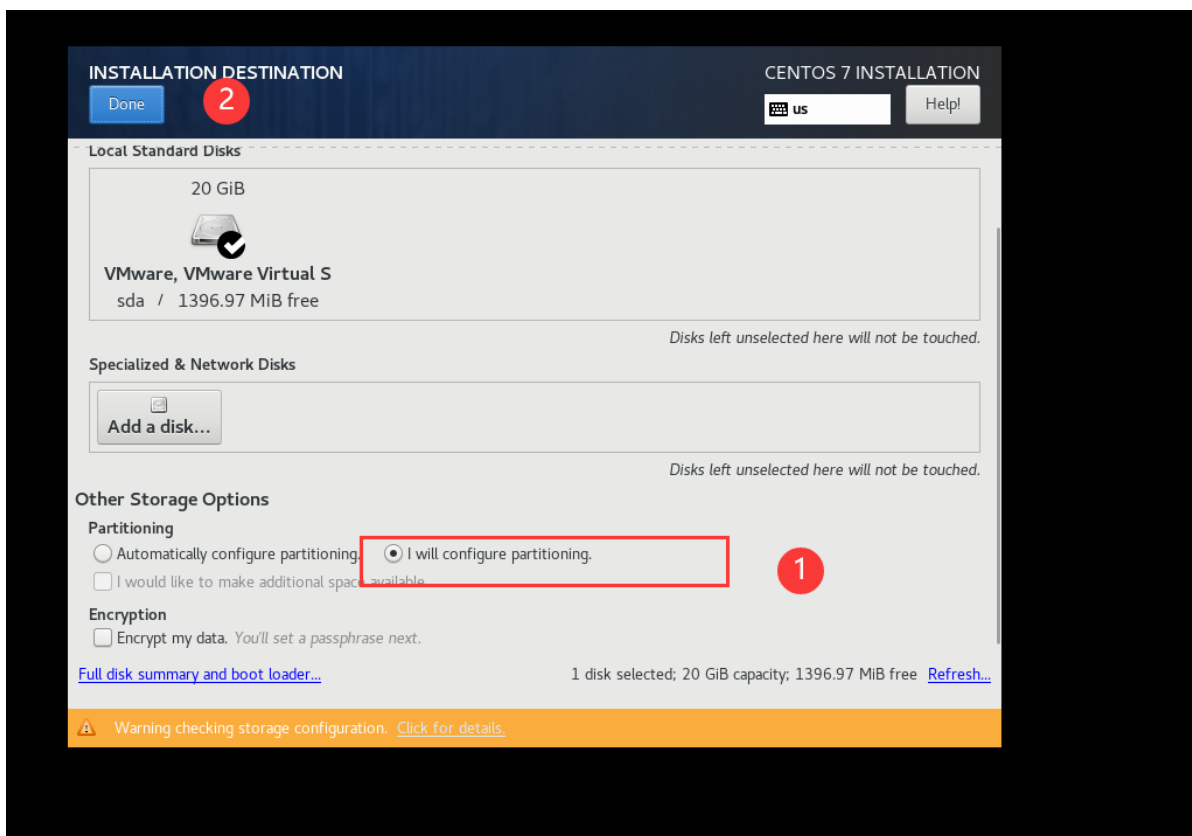 INSTALLATION DESTINATION
CENTOS 7 INSTALLATION
Done
2
us
Help!
Local Standard Disks
20 GiB
VMware, VMware Virtual S
sda / 1396.97 MiB free
Disks left unselected here will not be touched.
Specialized & Network Disks
Add a disk...
Disks left unselected here will not be touched.
Other Storage Options
Partitioning
Automatically configure partitioning.
I will configure partitioning.
1
I would like to make additional space available.
Encryption
Encrypt my data. You'll set a passphrase next.
Full disk summary and boot loader...
1 disk selected; 20 GiB capacity; 1396.97 MiB free Refresh...
Warning checking storage configuration. Click for details.